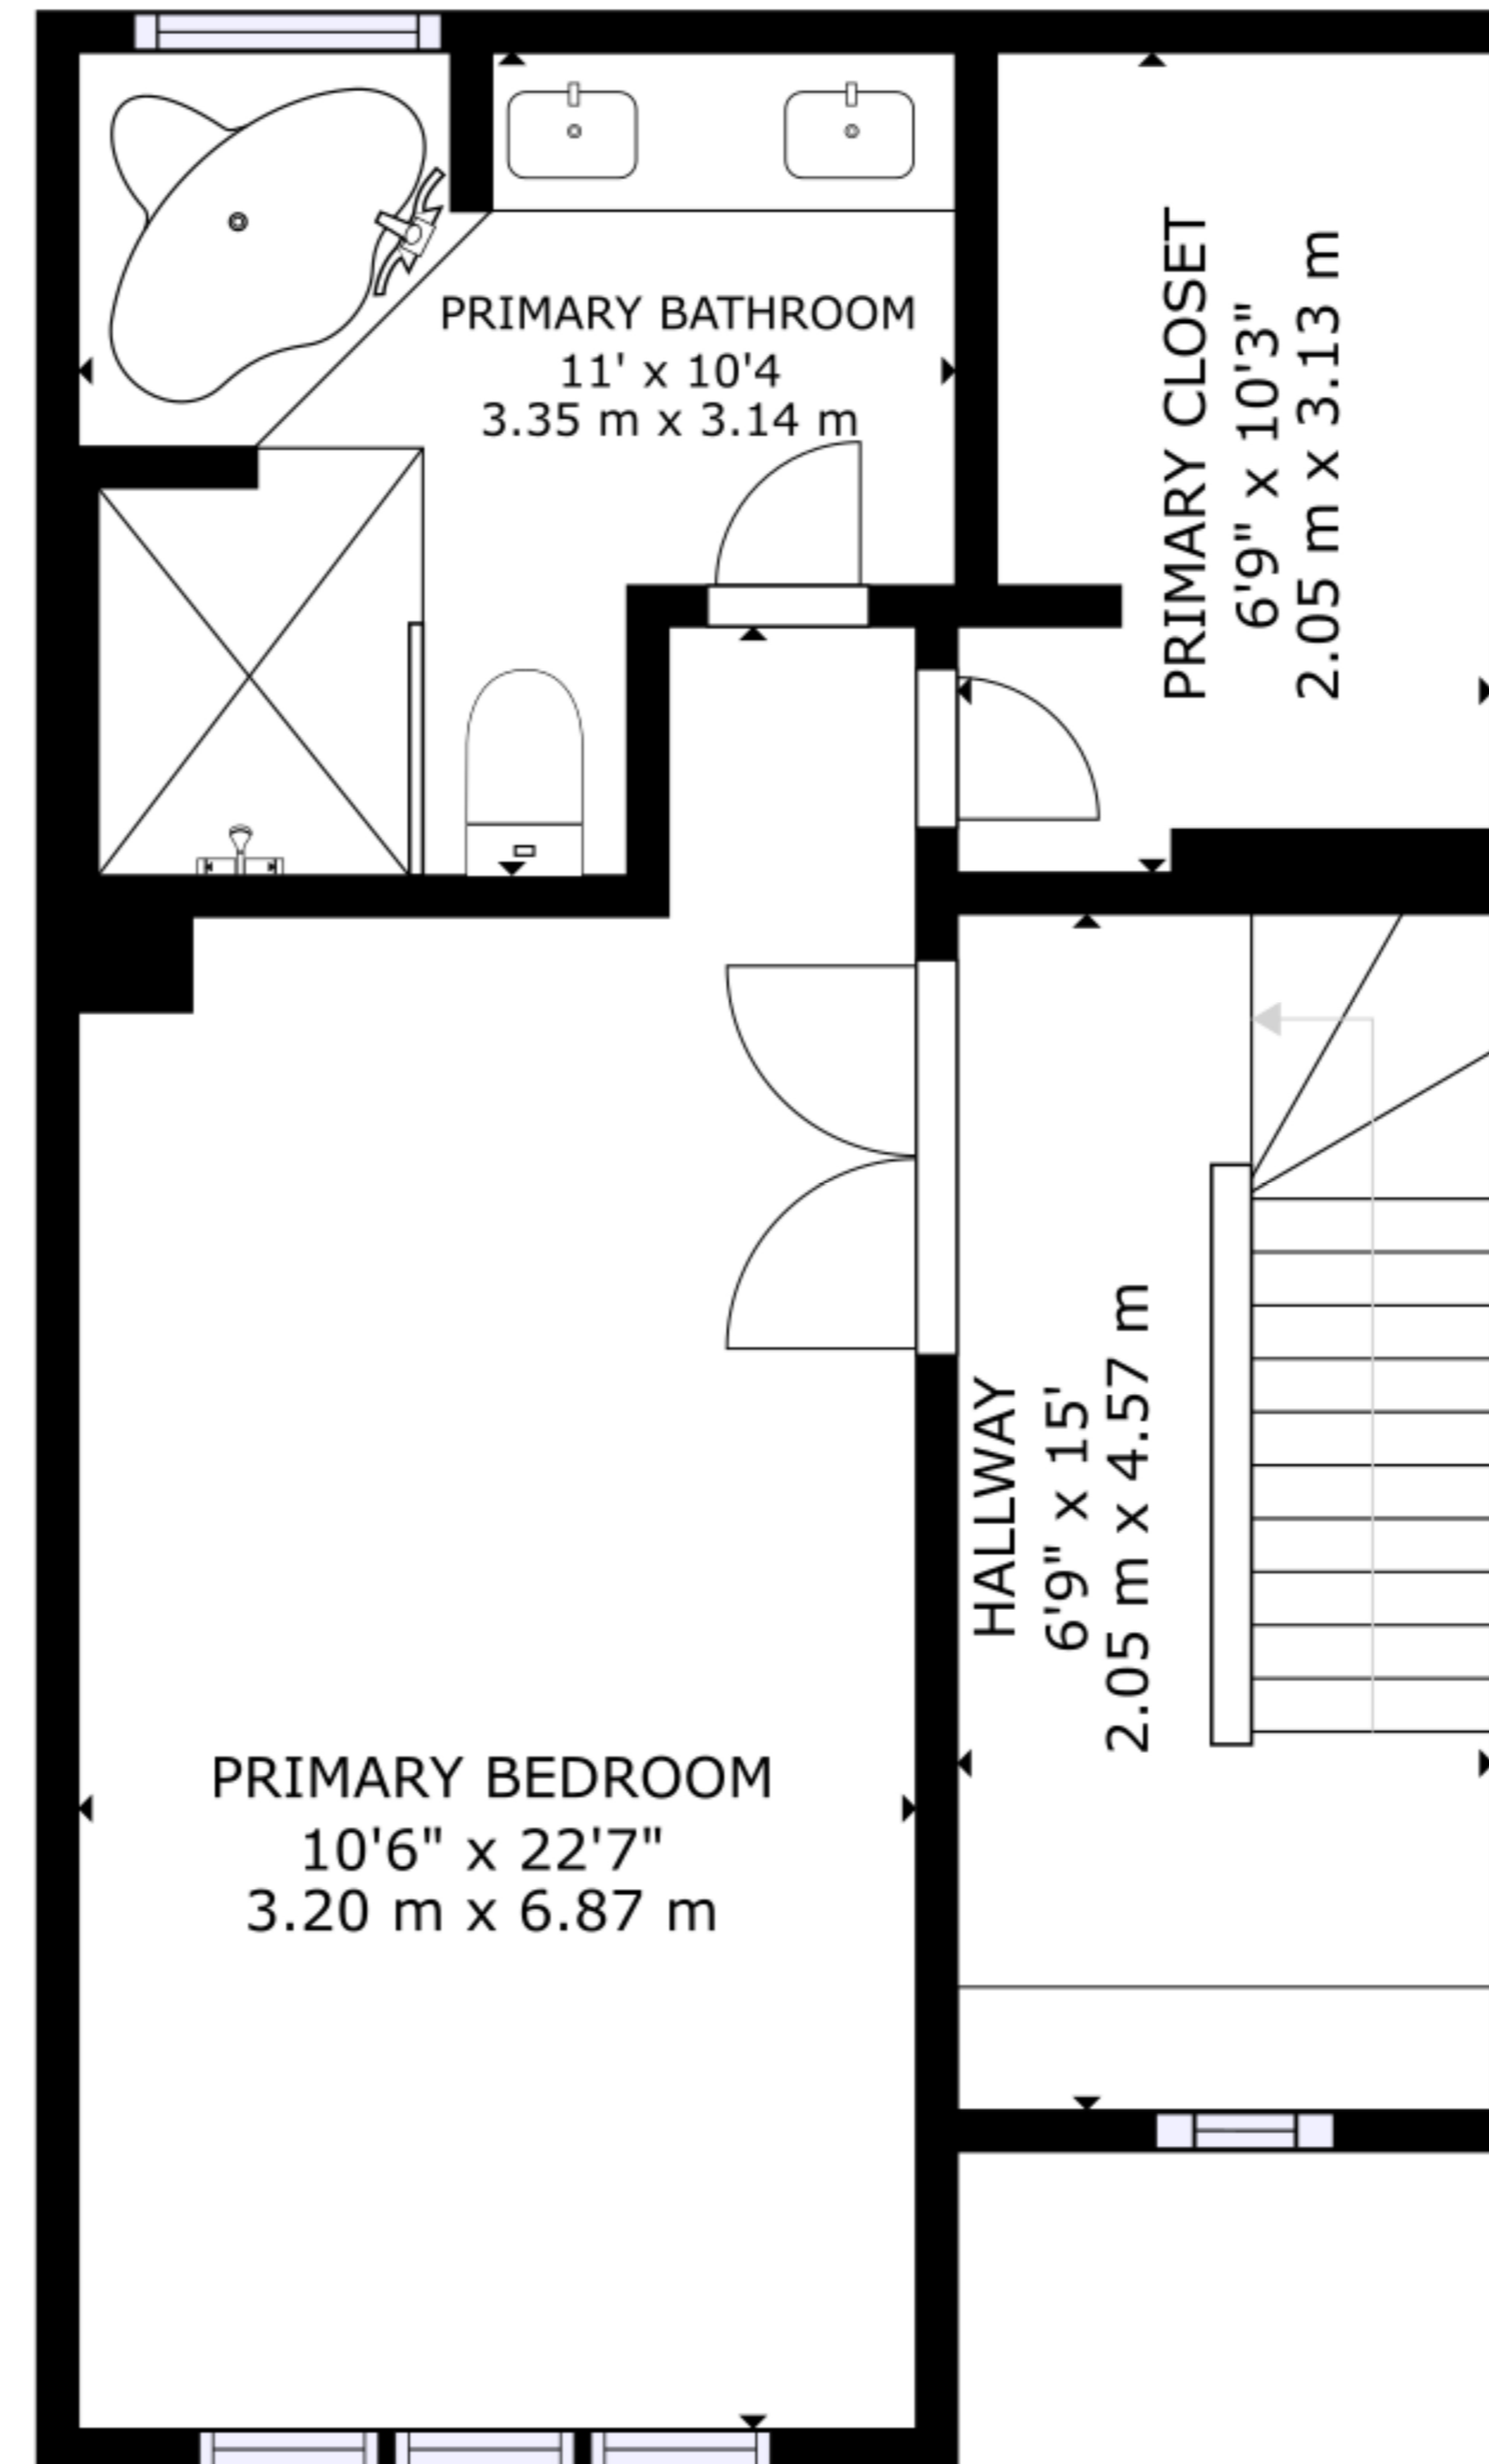 PRIMARY BATHROOM
11' x 10'4
3.35 m x 3.14 m
PRIMARY CLOSET
6'9" x 10'3"
2.05 m x 3.13 m
HALLWAY
6'9" x 15'
2.05 m x 4.57 m
PRIMARY BEDROOM
10'6" x 22'7"
3.20 m x 6.87 m